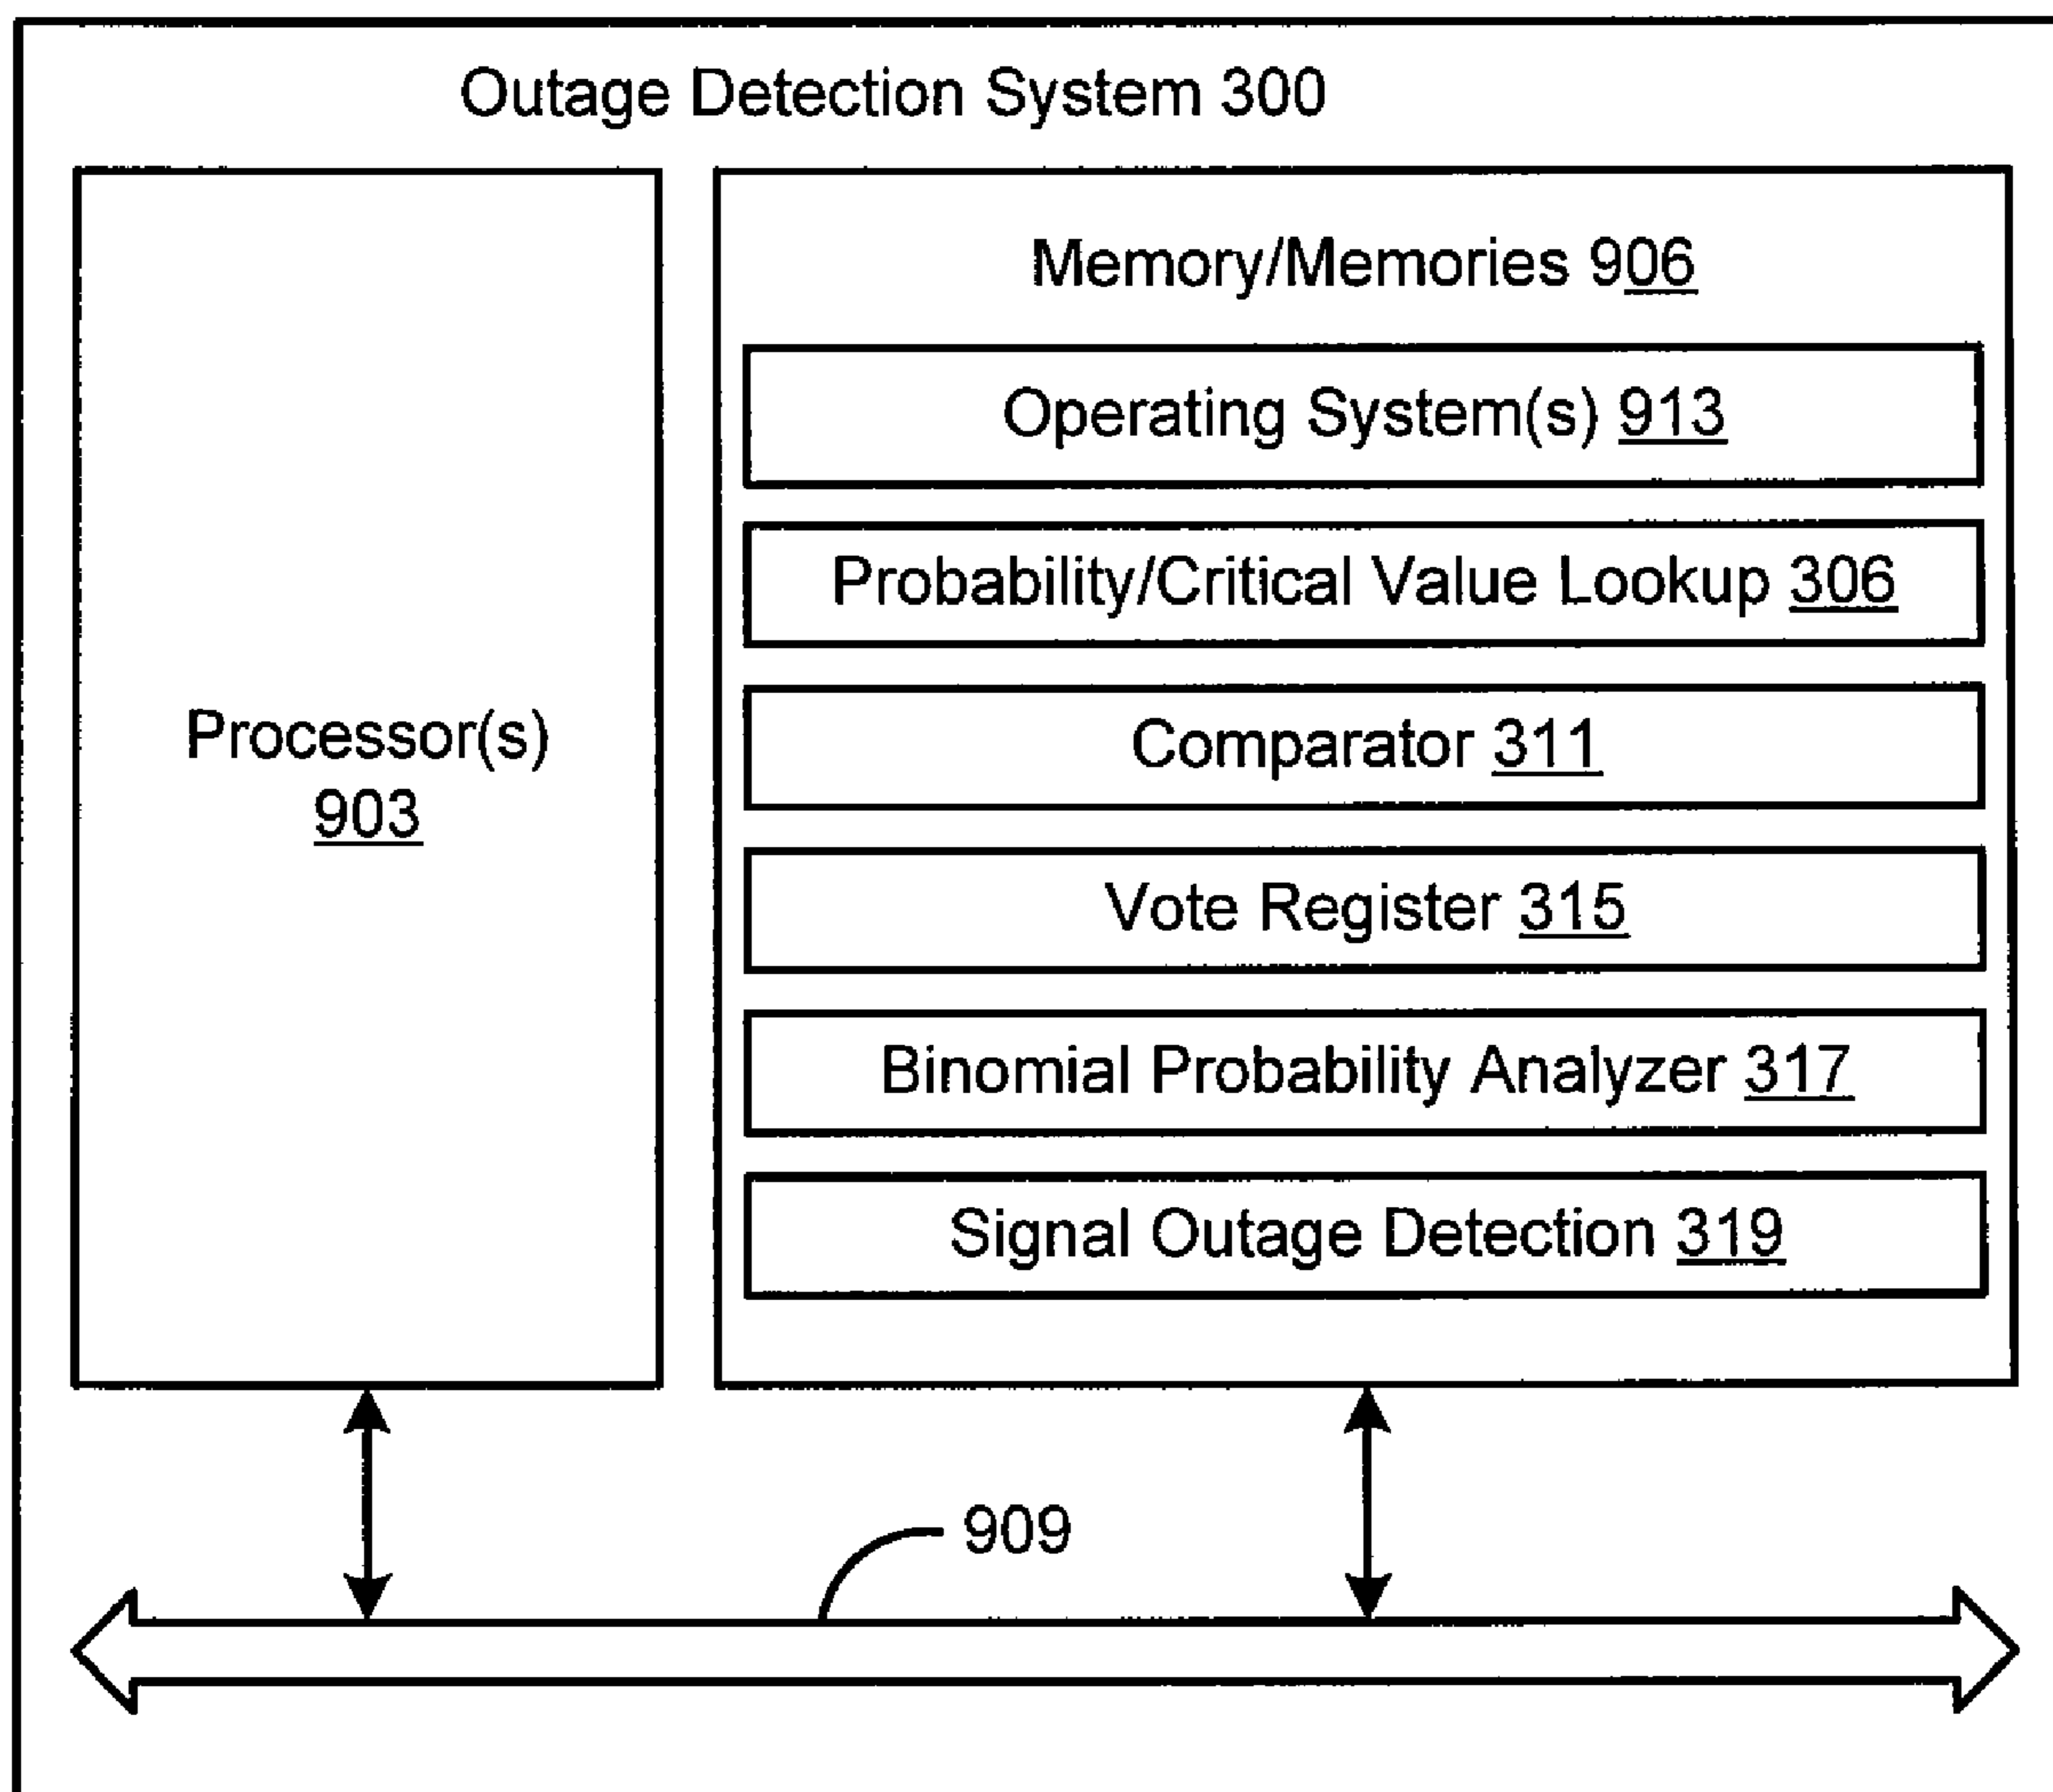 Outage Detection System 300
Processor(s)
903
Memory/Memories 906
Operating System(s) 913
Probability/Critical Value Lookup 306
Comparator 311
Vote Register 315
Binomial Probability Analyzer 317
Signal Outage Detection 319
909